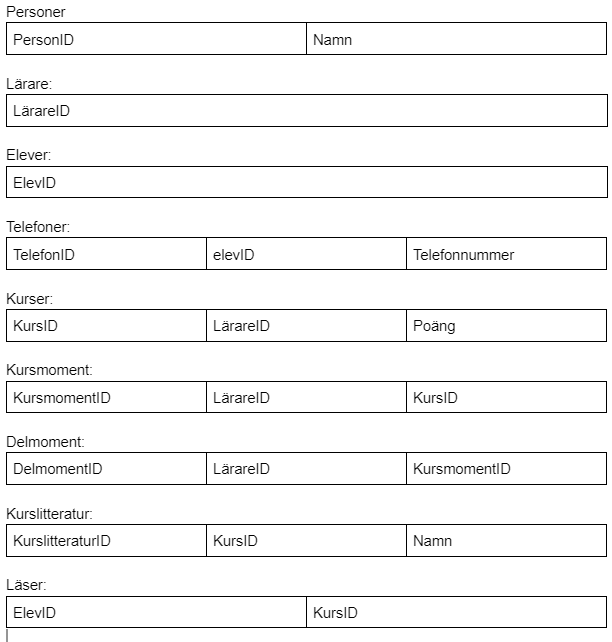 Personer
PersonID Namn
Lärare:
LärareID
Elever:
ElevID
Telefoner:
TelefonID elevID Telefonnummer
Kurser:
KursID LärareID Poäng
Kursmoment:
KursmomentID LärareID KursID
Delmoment:
DelmomentID LärareID KursmomentID
Kurslitteratur:
KurslitteraturID KursID Namn
Läser:
ElevID KursID